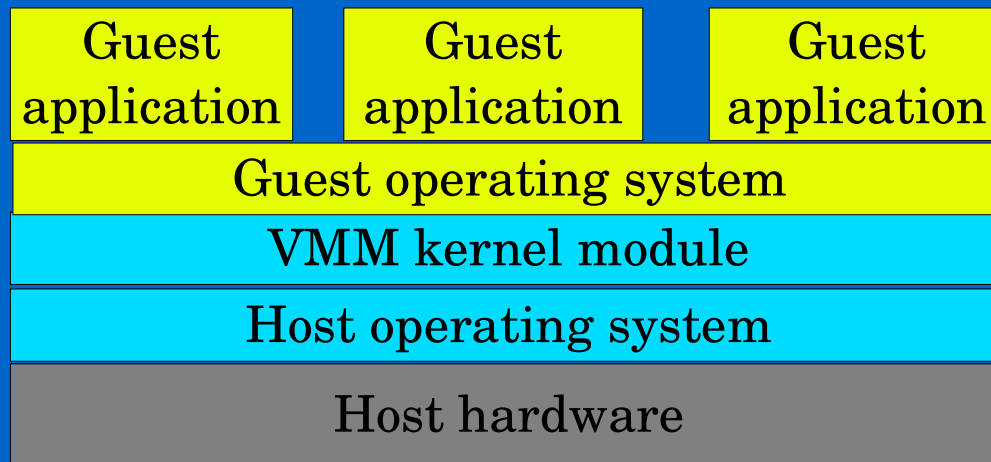 Guest
application
Guest
application
Guest
application
Guest operating system
VMM kernel module
Host operating system
Host hardware